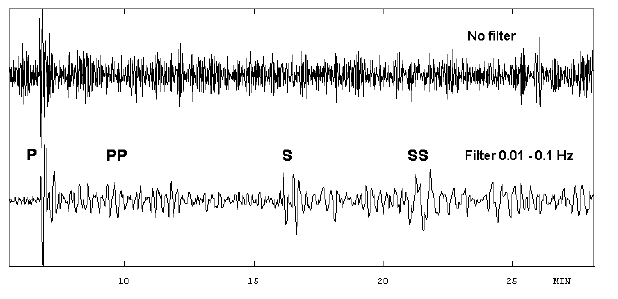 No filter
P PP S SS Filter 0.01 - 0.1 Hz
10 15 20 25 MIN